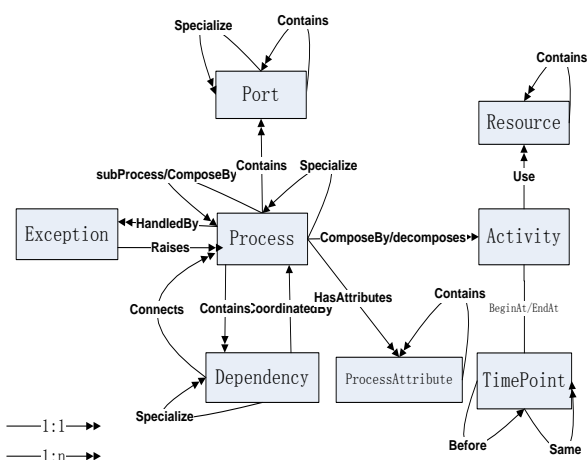 Specialize
Contains
Port
Contains
Resource
Contains
Specialize
subProcess/ComposeBy
Use
Exception
HandledBy
Raises
Process
ComposeBy/decomposes
Activity
HasAttributes
Contains
Connects
Contains
CoordinatedBy
BeginAt/EndAt
Dependency
ProcessAttribute
TimePoint
Specialize
Before
Same
1:1
1:n